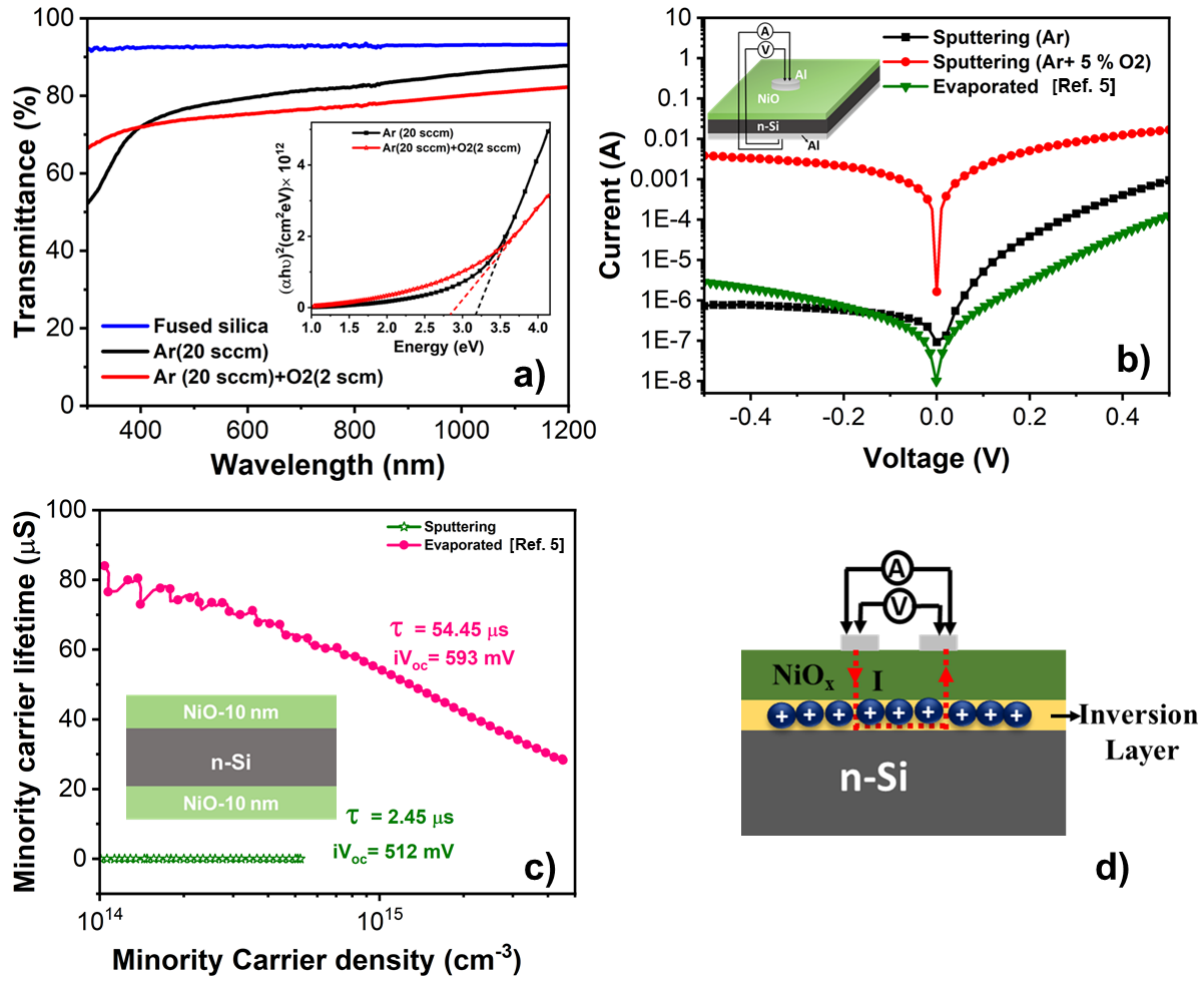 100
80
60
40
20
0
Transmittance (%)
400
600
800
1000
1200
Wavelength (nm)
Fused silica
Ar(20 sccm)
Ar (20 sccm)+O2(2 scm)
a)
Ar (20 sccm)
Ar(20 sccm)+O2(2 sccm)
5
4
3
2
1
0
(αhυ)²(cm²eV)× 10¹²
1.0
1.5
2.0
2.5
3.0
3.5
4.0
Energy (eV)
10
1
0.1
0.01
0.001
1E-4
1E-5
1E-6
1E-7
1E-8
Current (A)
-0.4
-0.2
0.0
0.2
0.4
Voltage (V)
Sputtering (Ar)
Sputtering (Ar+ 5 % O2)
Evaporated [Ref. 5]
A
V
Al
NiO
n-Si
Al
b)
100
80
60
40
20
0
Minority carrier lifetime (μS)
10¹⁴
10¹⁵
Minority Carrier density (cm⁻³)
Sputtering
Evaporated [Ref. 5]
τ = 54.45 μs
iVoc= 593 mV
NiO-10 nm
n-Si
NiO-10 nm
τ = 2.45 μs
iVoc= 512 mV
c)
A
V
NiOx
I
+ + + + + + + + +
Inversion
Layer
n-Si
d)